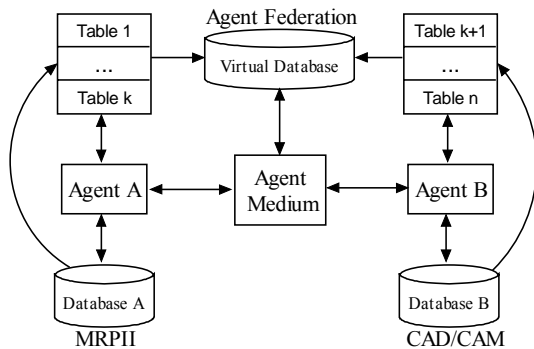 Agent Federation
Table 1
...
Table k
Virtual Database
Table k+1
...
Table n
Agent A
Agent
Medium
Agent B
Database A
MRPII
Database B
CAD/CAM